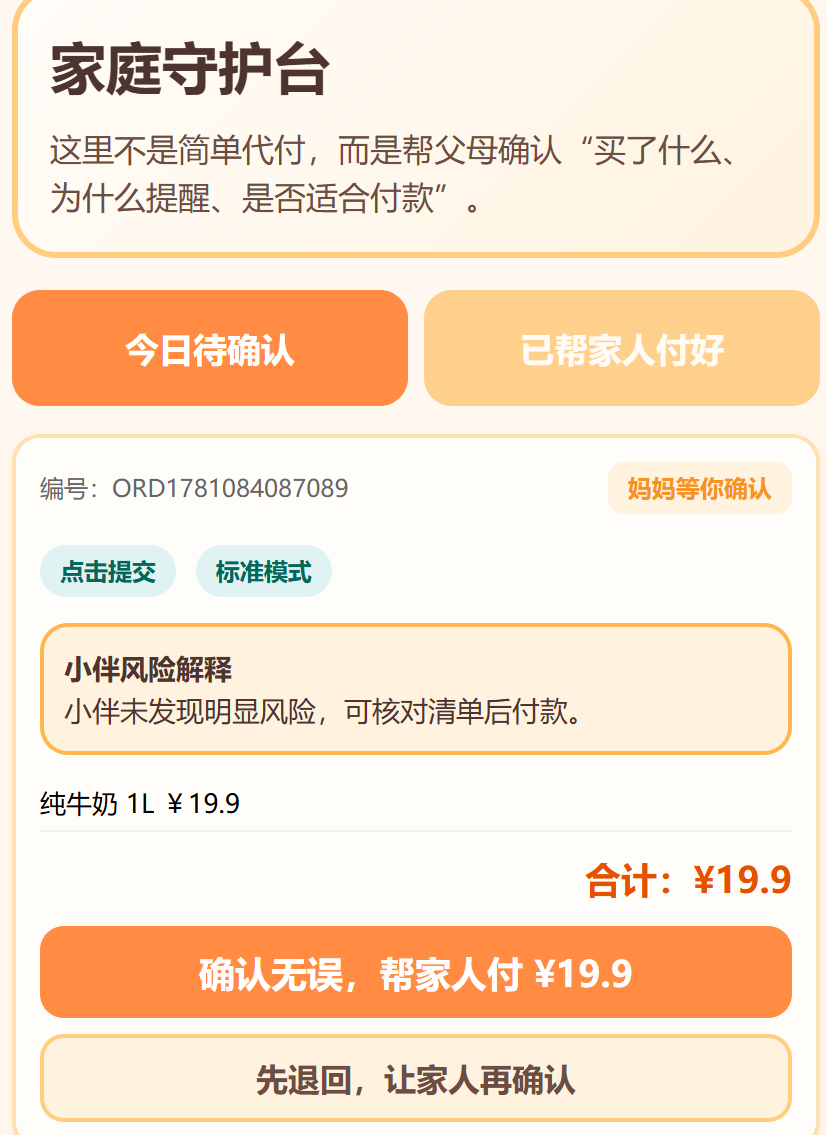 家庭守护台
这里不是简单代付，而是帮父母确认“买了什么、
为什么提醒、是否适合付款”。
今日待确认
已帮家人付好
编号：ORD1781084087089
妈妈等你确认
点击提交
标准模式
小伴风险解释
小伴未发现明显风险，可核对清单后付款。
纯牛奶 1L ￥19.9
合计：¥19.9
确认无误，帮家人付 ¥19.9
先退回，让家人再确认